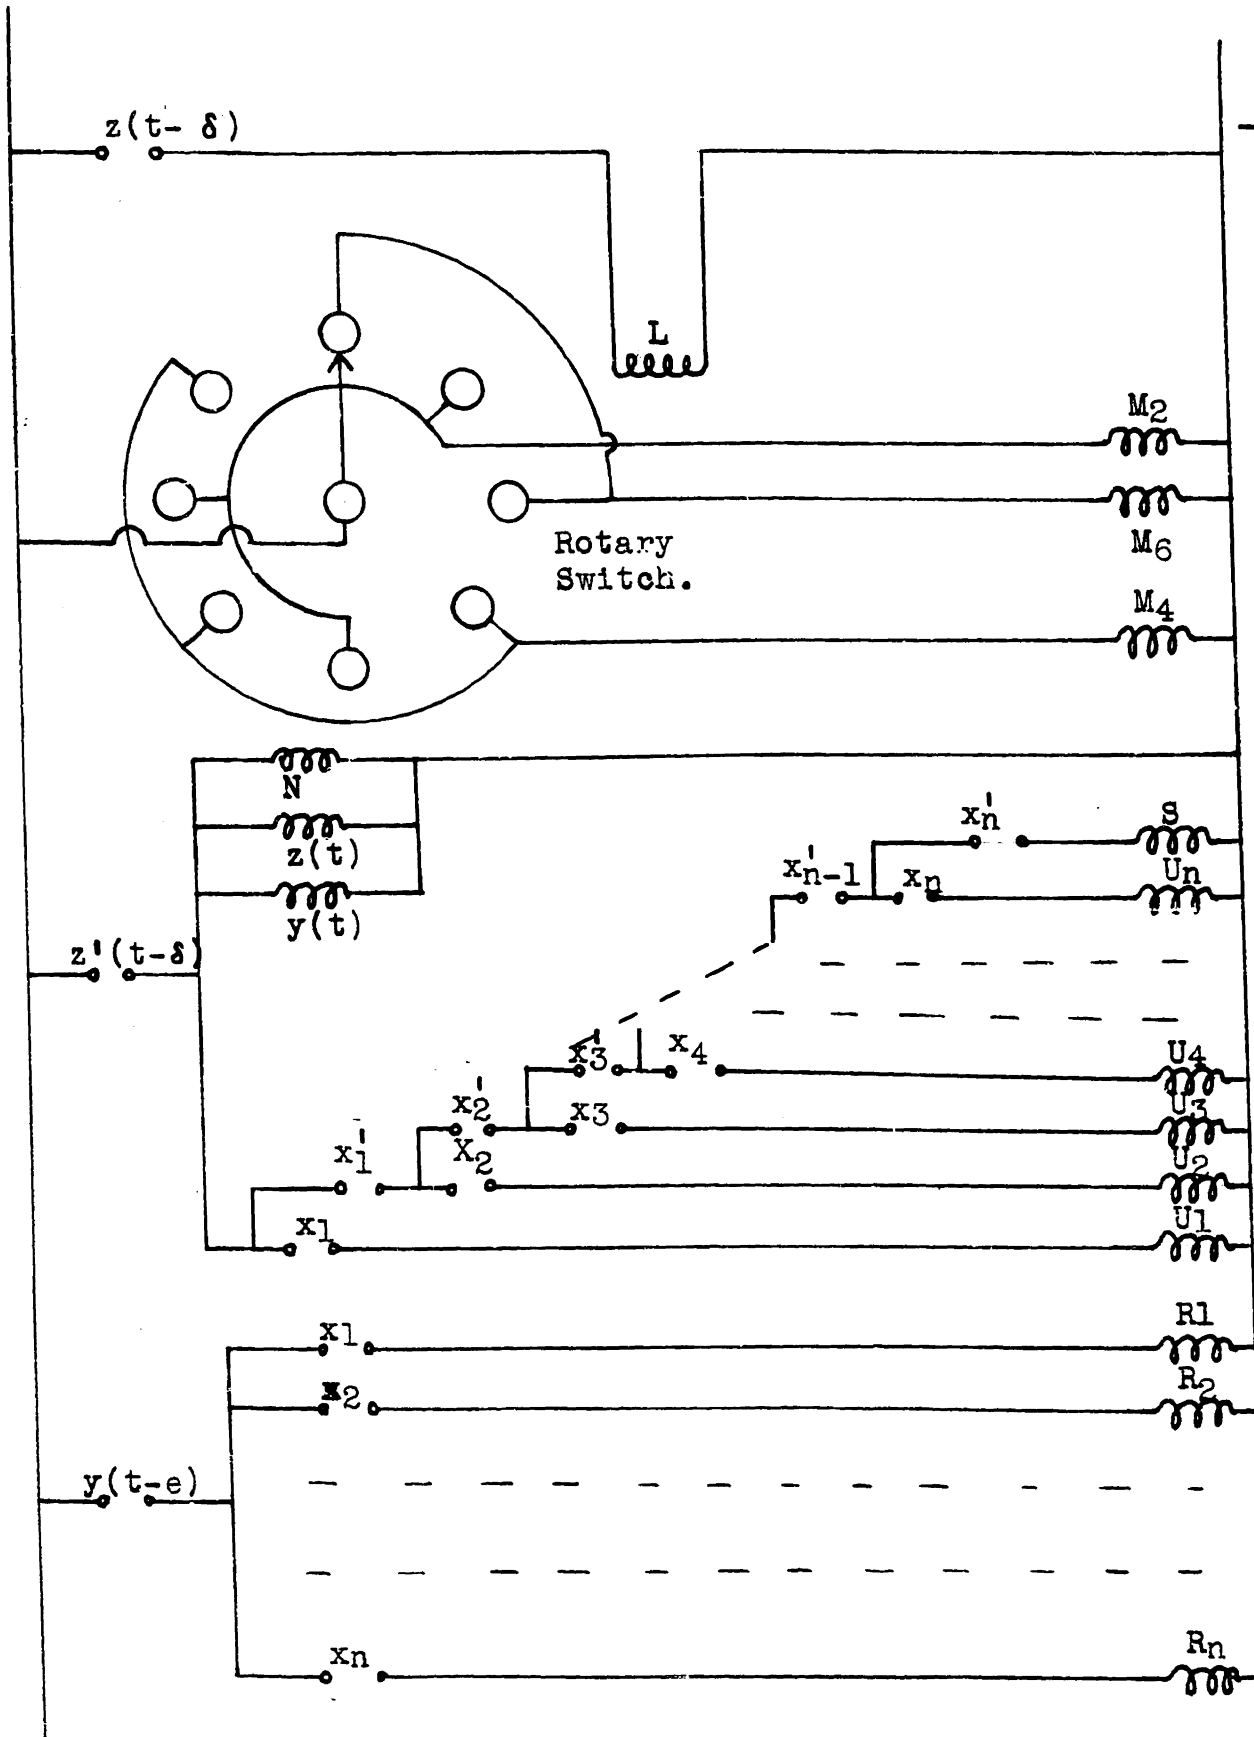 z(t- δ)
L
M2
M6
Rotary
Switch.
M4
N
z(t)
y(t)
x'n
S
x'n-1
xn
Un
z'(t-δ)
x'3
x4
U4
x'2
x3
U3
x'1
X2
U2
x1
U1
x1
R1
x2
R2
y(t-e)
xn
Rn